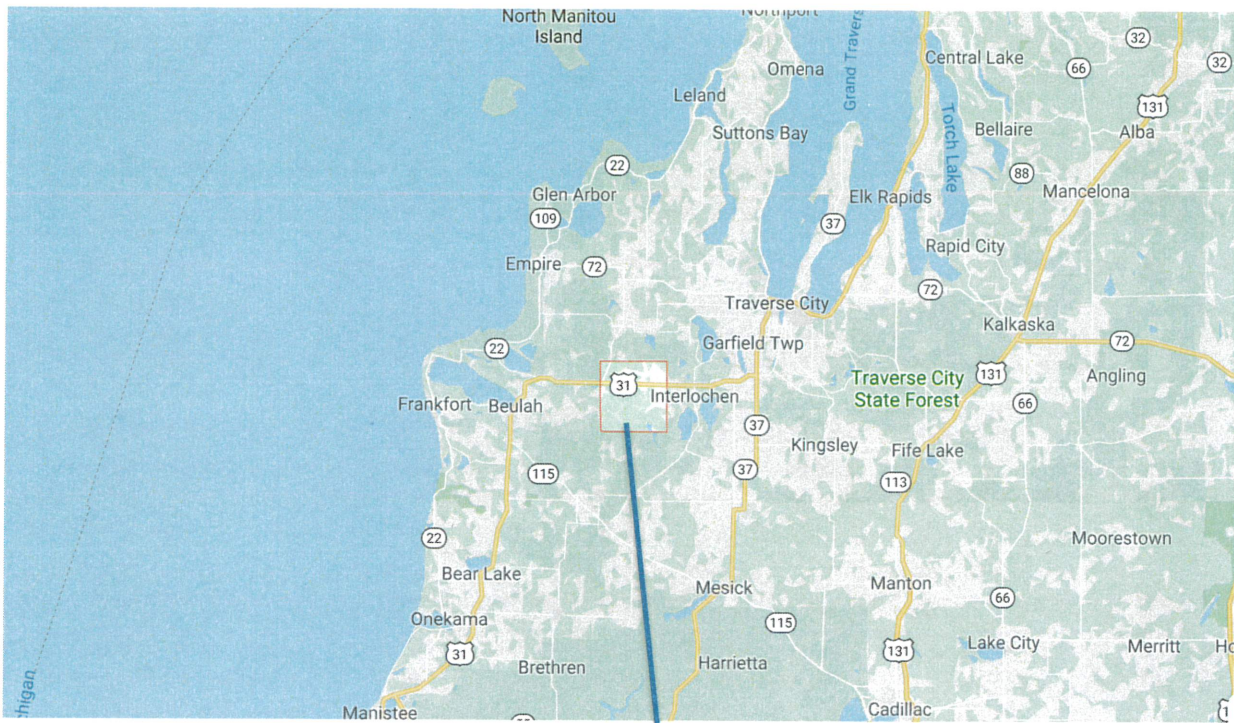 North Manitou
Island
Northport
Omena
Grand Travers
Central Lake
32
66
32
131
Leland
Suttons Bay
Torch Lake
Bellaire
Alba
22
88
Glen Arbor
Elk Rapids
Mancelona
109
37
Empire
72
Rapid City
72
Traverse City
Kalkaska
Garfield Twp
72
22
31
Interlochen
Traverse City
State Forest
131
Angling
66
Frankfort
Beulah
37
Kingsley
Fife Lake
115
37
113
22
Moorestown
Bear Lake
Mesick
Manton
66
Onekama
115
31
131
Lake City
Merritt
Ho
Brethren
Harrietta
chigan
Manistee
Cadillac